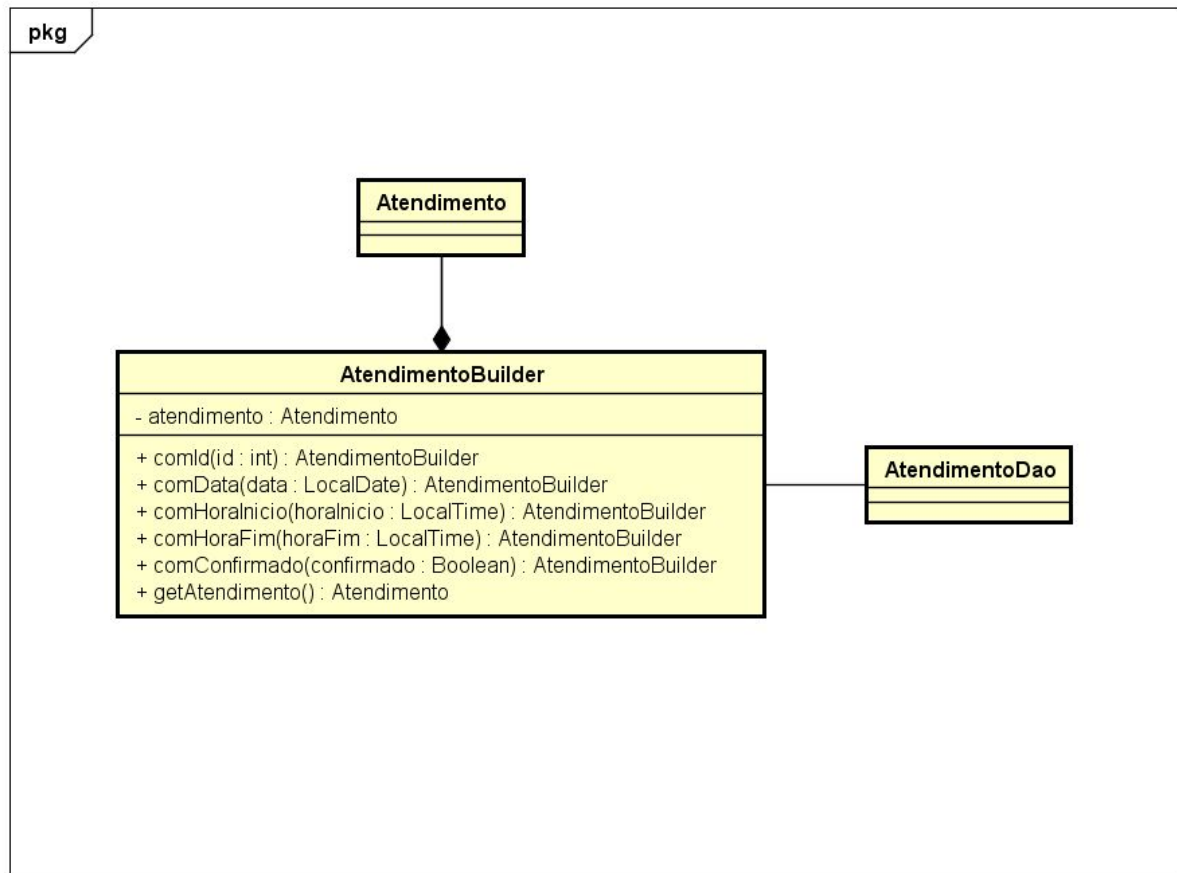 pkg
Atendimento
AtendimentoBuilder
- atendimento : Atendimento
+ comId(id : int) : AtendimentoBuilder
+ comData(data : LocalDate) : AtendimentoBuilder
+ comHoraInicio(horaInicio : LocalTime) : AtendimentoBuilder
+ comHoraFim(horaFim : LocalTime) : AtendimentoBuilder
+ comConfirmado(confirmado : Boolean) : AtendimentoBuilder
+ getAtendimento() : Atendimento
AtendimentoDao